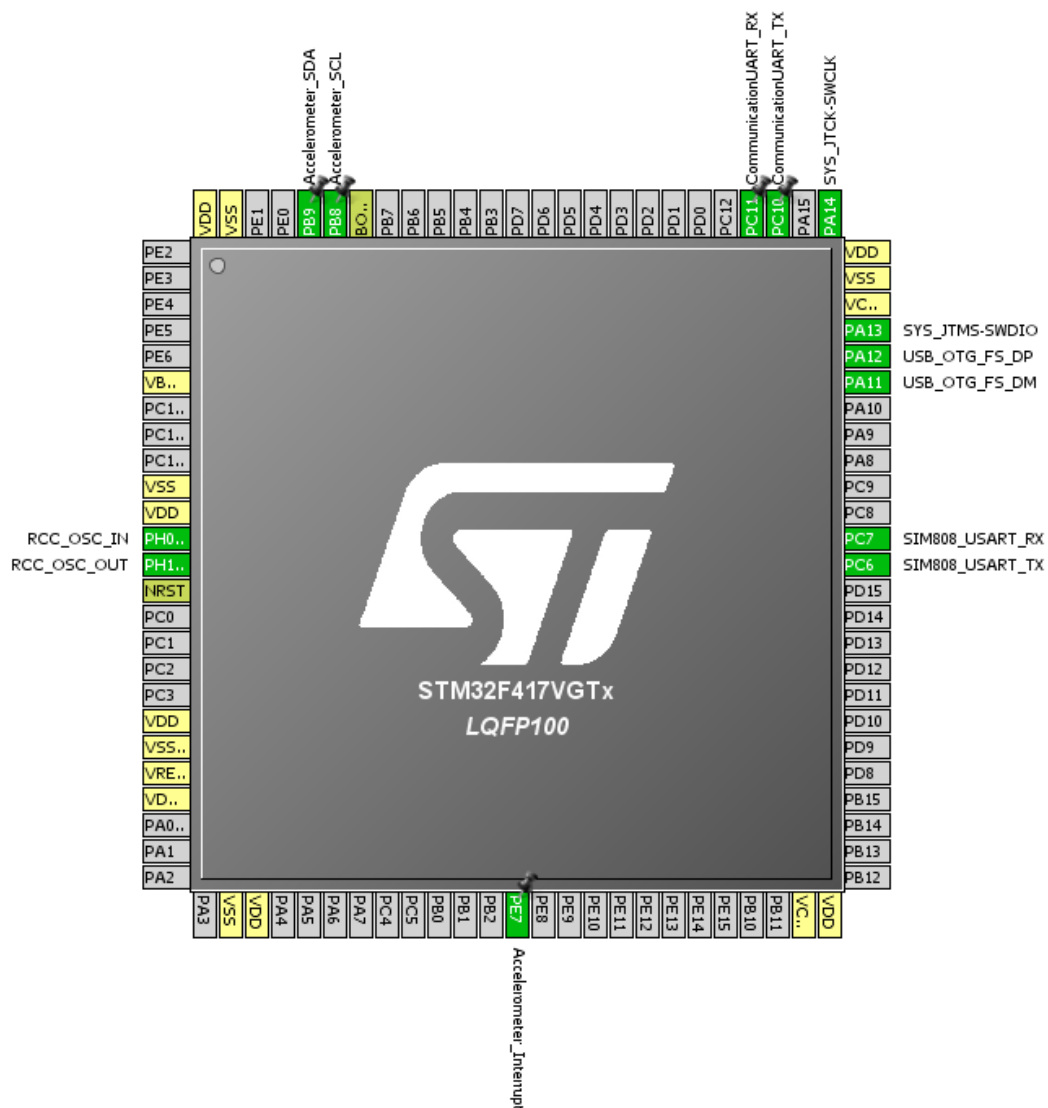 Accelerometer_SDA
Accelerometer_SCL
CommunicationUART_RX
CommunicationUART_TX
SYS_JTCK-SWCLK
VDD
VSS
PE1
PE0
PB9
PB8
BO..
PB7
PB6
PB5
PB4
PB3
PD7
PD6
PD5
PD4
PD3
PD2
PD1
PD0
PC12
PC11
PC10
PA15
PA14
PE2
PE3
PE4
PE5
PE6
VB..
PC1..
PC1..
PC1..
VSS
VDD
RCC_OSC_IN PH0..
RCC_OSC_OUT PH1..
NRST
PC0
PC1
PC2
PC3
VDD
VSS..
VRE..
VD..
PA0..
PA1
PA2
ST
STM32F417VGTx
LQFP100
VDD
VSS
VC..
PA13 SYS_JTMS-SWDIO
PA12 USB_OTG_FS_DP
PA11 USB_OTG_FS_DM
PA10
PA9
PA8
PC9
PC8
PC7 SIM808_USART_RX
PC6 SIM808_USART_TX
PD15
PD14
PD13
PD12
PD11
PD10
PD9
PD8
PB15
PB14
PB13
PB12
PA3
VSS
VDD
PA4
PA5
PA6
PA7
PC4
PC5
PB0
PB1
PB2
PE7
PE8
PE9
PE10
PE11
PE12
PE13
PE14
PE15
PB10
PB11
VC..
VDD
Accelerometer_Interrupt